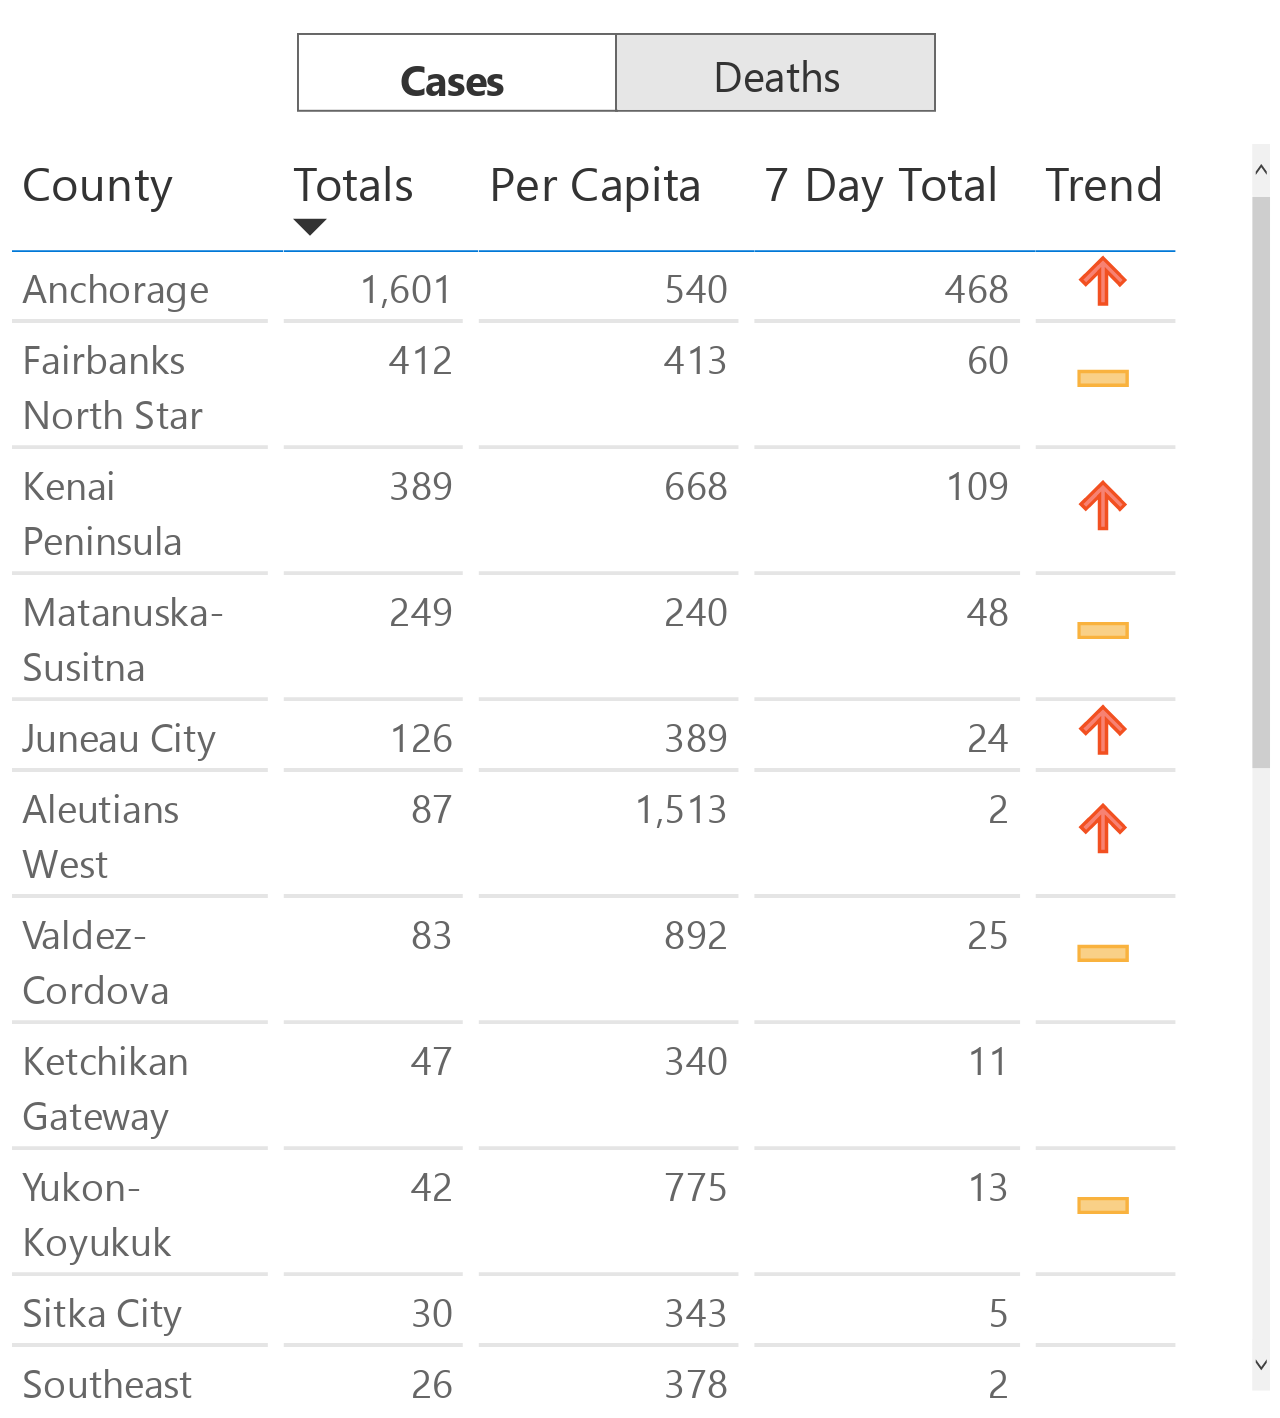 Cases Deaths
County Totals Per Capita 7 Day Total Trend
Anchorage 1,601 540 468
Fairbanks 412 413 60
North Star
Kenai 389 668 109
Peninsula
Matanuska- 249 240 48
Susitna
Juneau City 126 389 24
Aleutians 87 1,513 2
West
Valdez- 83 892 25
Cordova
Ketchikan 47 340 11
Gateway
Yukon- 42 775 13
Koyukuk
Sitka City 30 343 5
Southeast 26 378 2